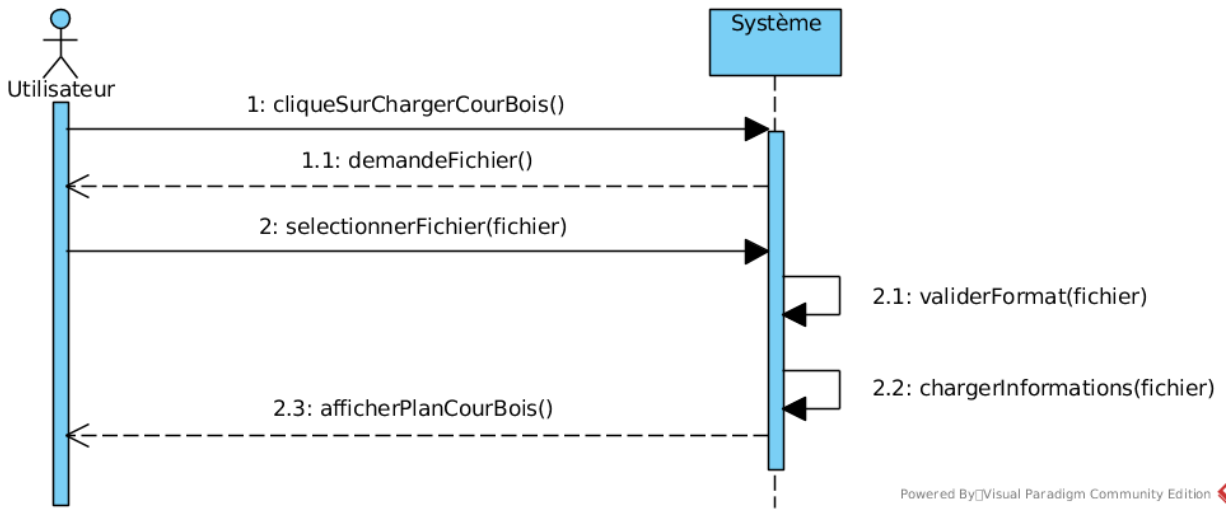 Système
Utilisateur
1: cliqueSurChargerCourBois()
1.1: demandeFichier()
2: selectionnerFichier(fichier)
2.1: validerFormat(fichier)
2.2: chargerInformations(fichier)
2.3: afficherPlanCourBois()
Powered By▯Visual Paradigm Community Edition